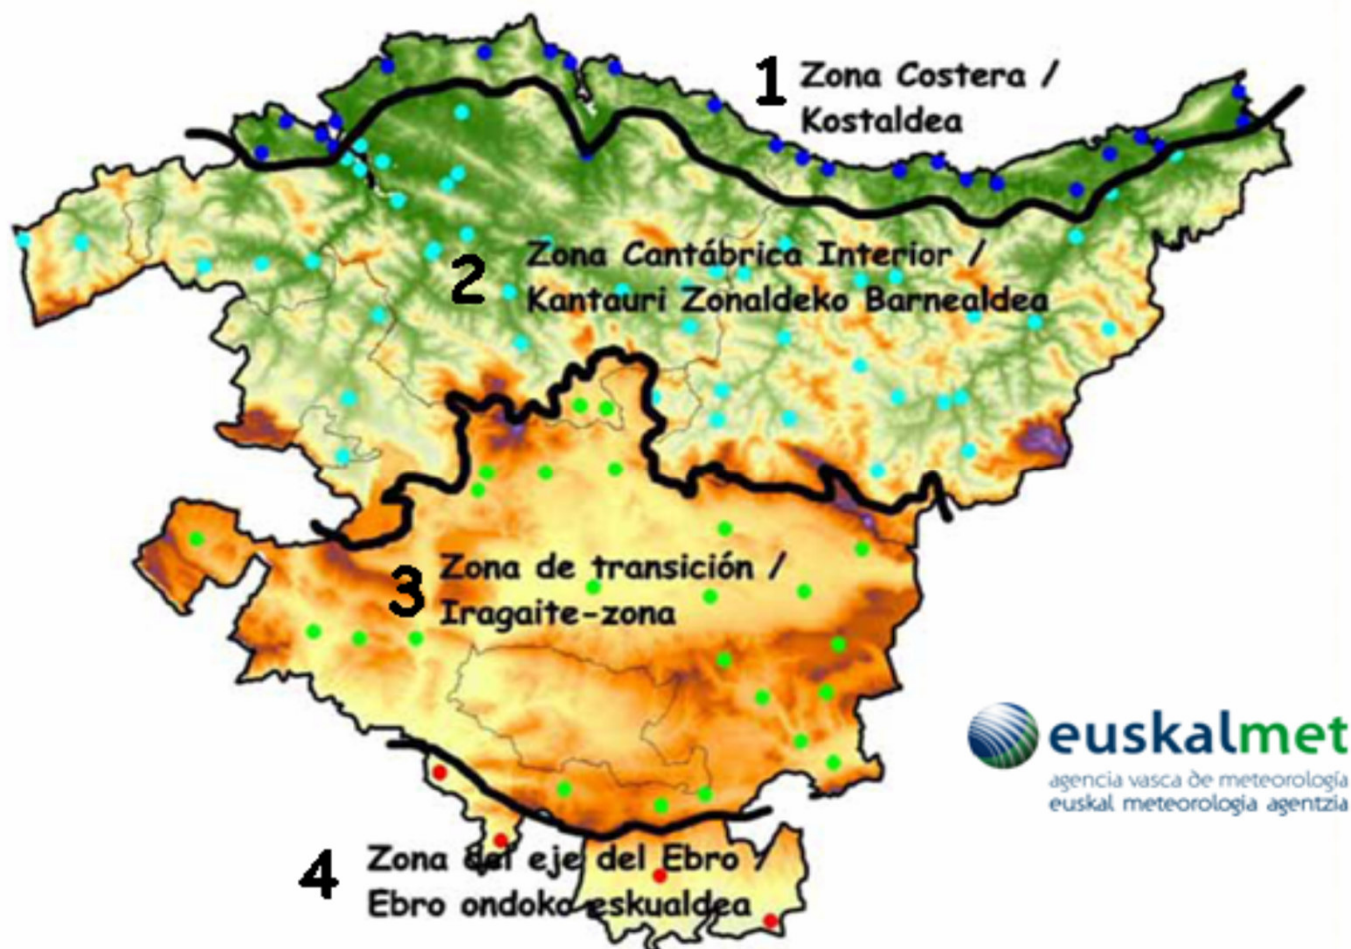 1 Zona Costera /
Kostaldea
2 Zona Cantábrica Interior /
Kantauri Zonaldeko Barnealdea
3 Zona de transición /
Iragaite-zona
euskalmet
agencia vasca de meteorología
euskal meteorologia agentzia
4 Zona del eje del Ebro /
Ebro ondoko eskualdea